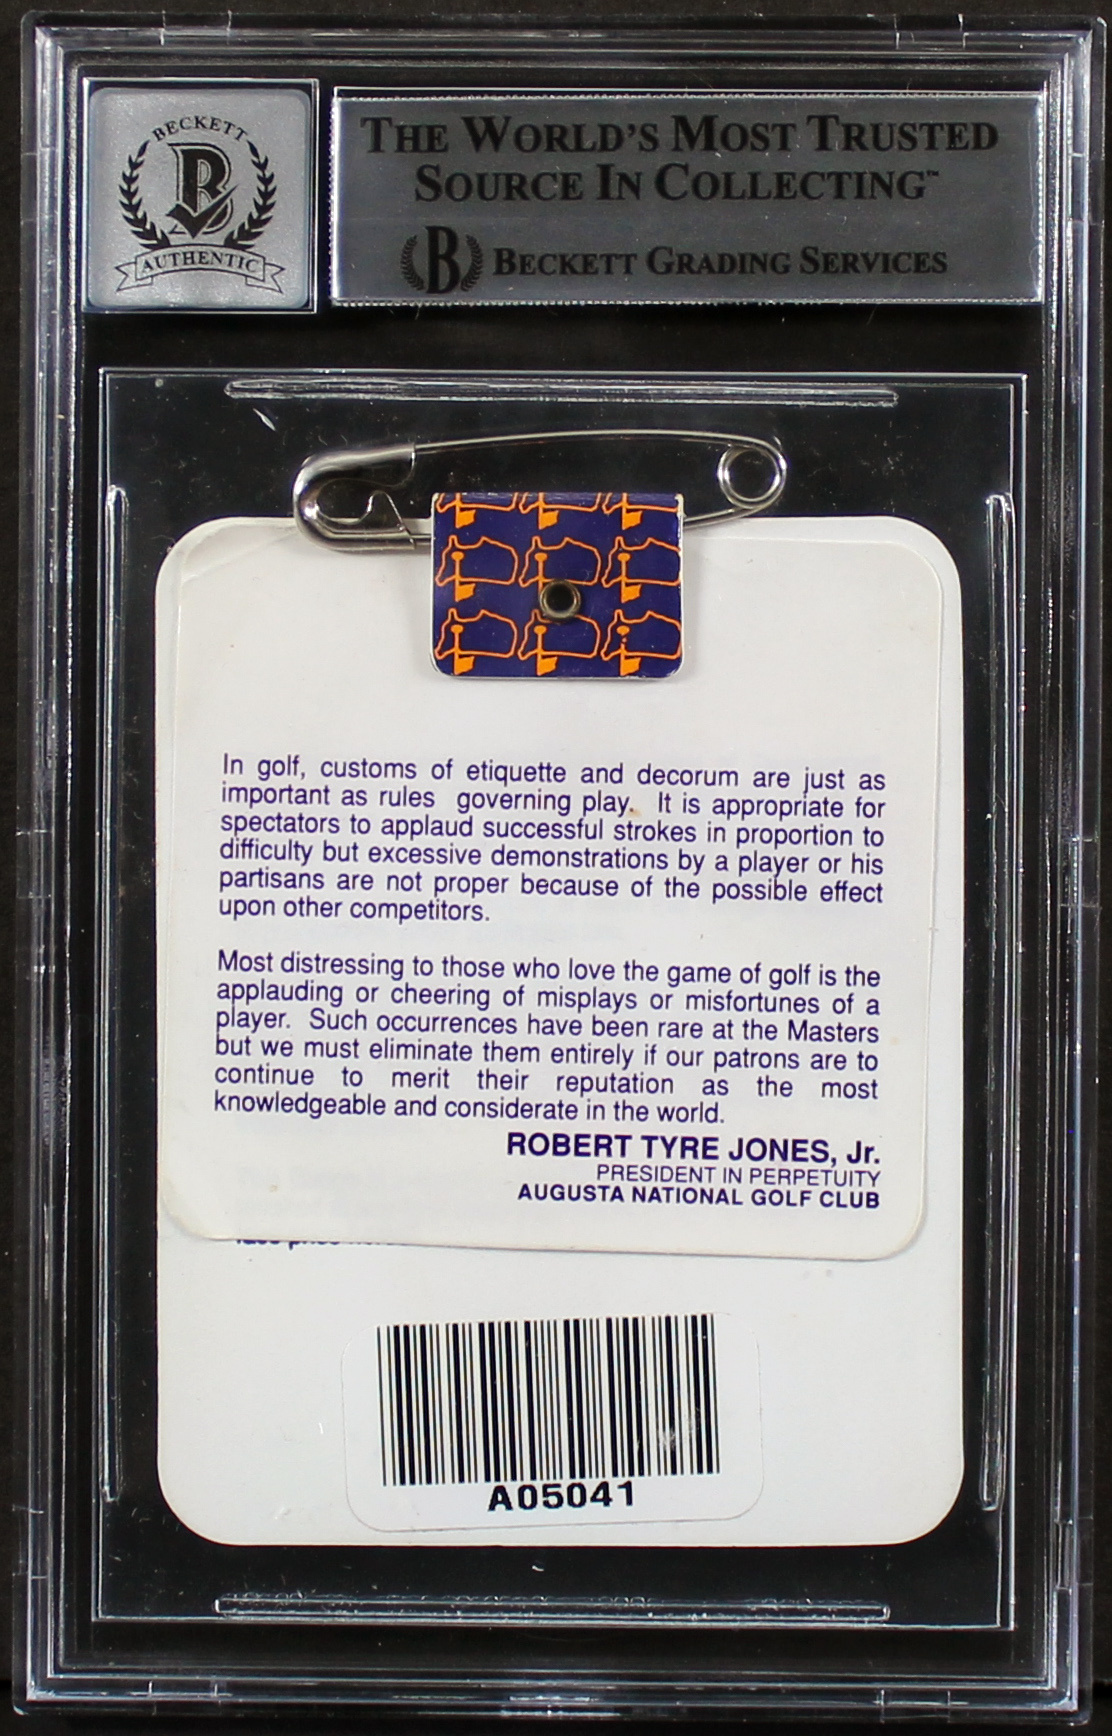 BECKETT
B
AUTHENTIC
THE WORLD'S MOST TRUSTED
SOURCE IN COLLECTING™
B BECKETT GRADING SERVICES
In golf, customs of etiquette and decorum are just as
important as rules governing play. It is appropriate for
spectators to applaud successful strokes in proportion to
difficulty but excessive demonstrations by a player or his
partisans are not proper because of the possible effect
upon other competitors.
Most distressing to those who love the game of golf is the
applauding or cheering of misplays or misfortunes of a
player. Such occurrences have been rare at the Masters
but we must eliminate them entirely if our patrons are to
continue to merit their reputation as the most
knowledgeable and considerate in the world.
ROBERT TYRE JONES, Jr.
PRESIDENT IN PERPETUITY
AUGUSTA NATIONAL GOLF CLUB
A05041